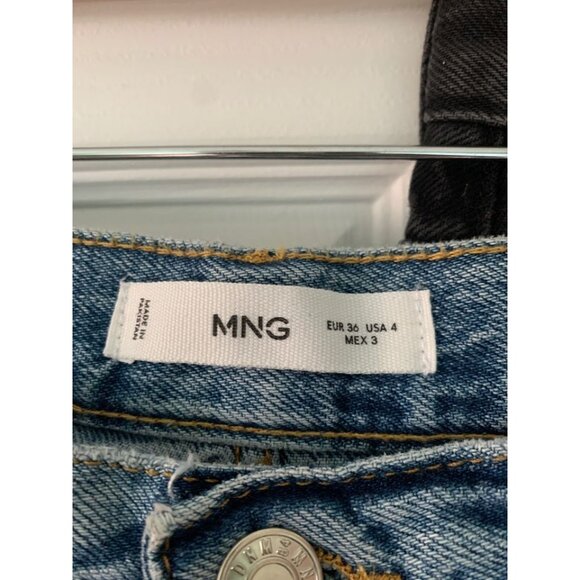 MADE IN
PAKISTAN
MNG
EUR 36 USA 4
MEX 3